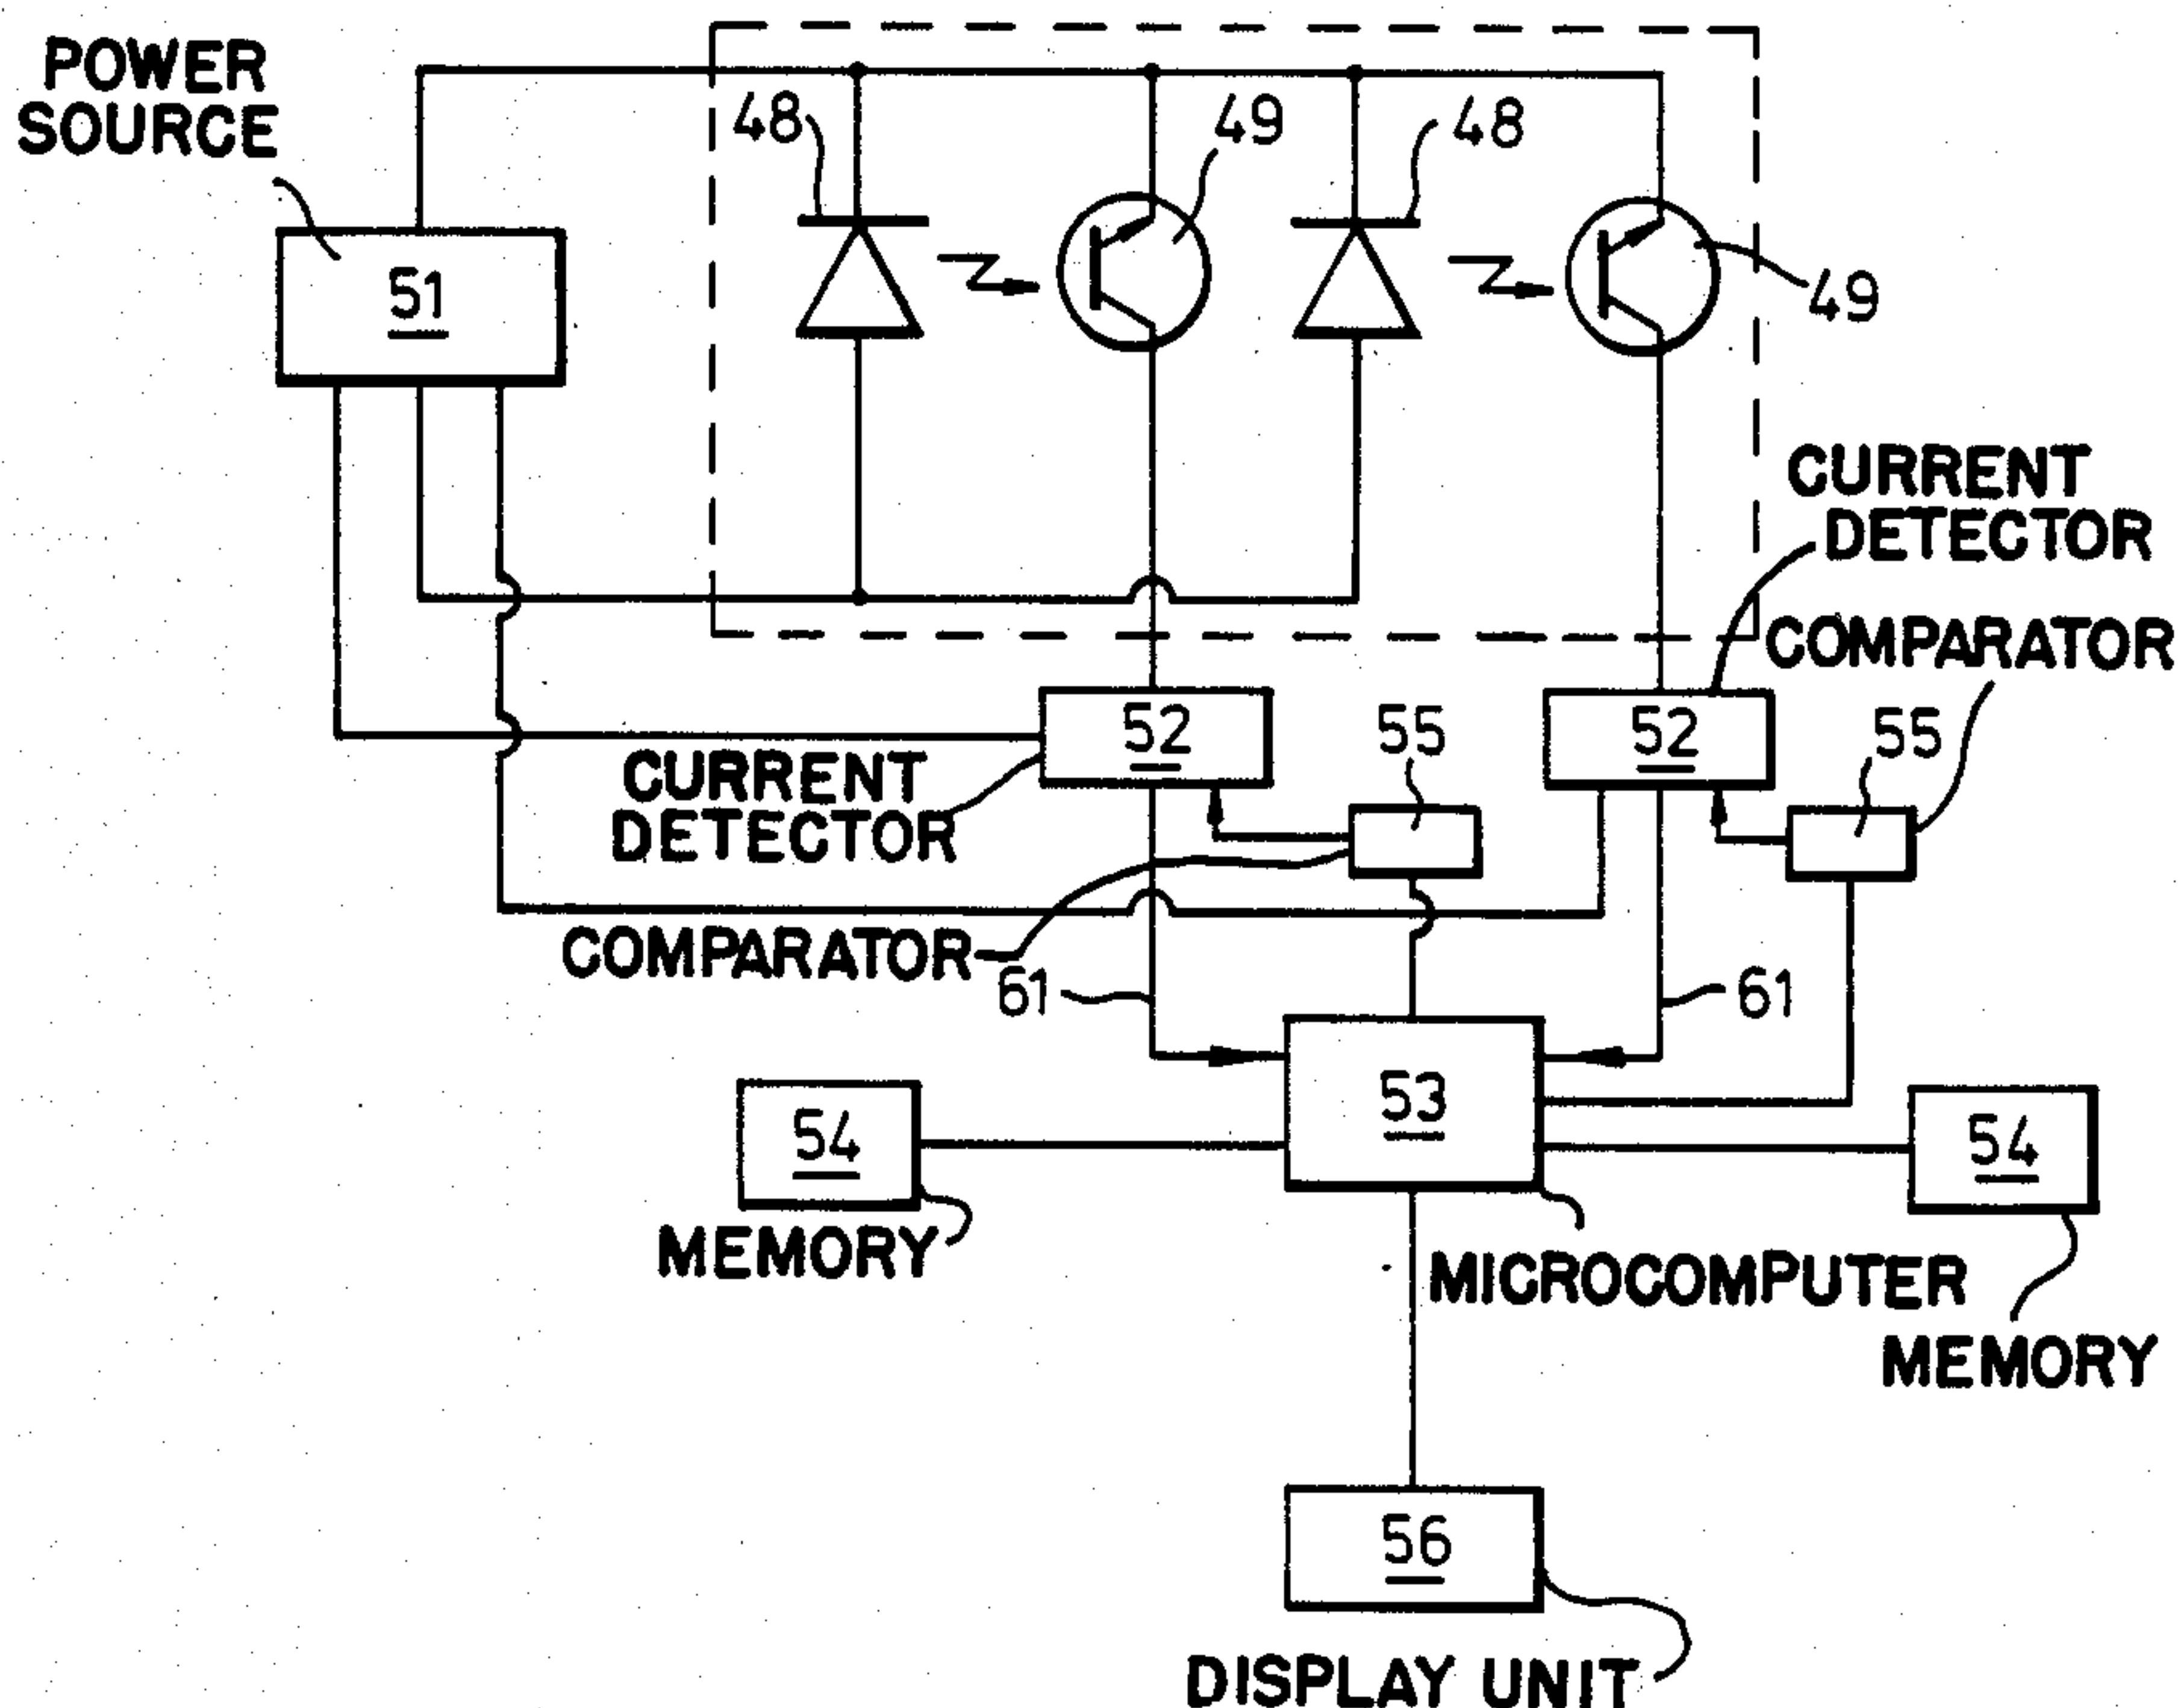 POWER
SOURCE
48
49
48
49
51
CURRENT
DETECTOR
COMPARATOR
52
55
52
55
CURRENT
DETECTOR
COMPARATOR
61
61
53
54
54
MEMORY
MICROCOMPUTER
MEMORY
56
DISPLAY UNIT